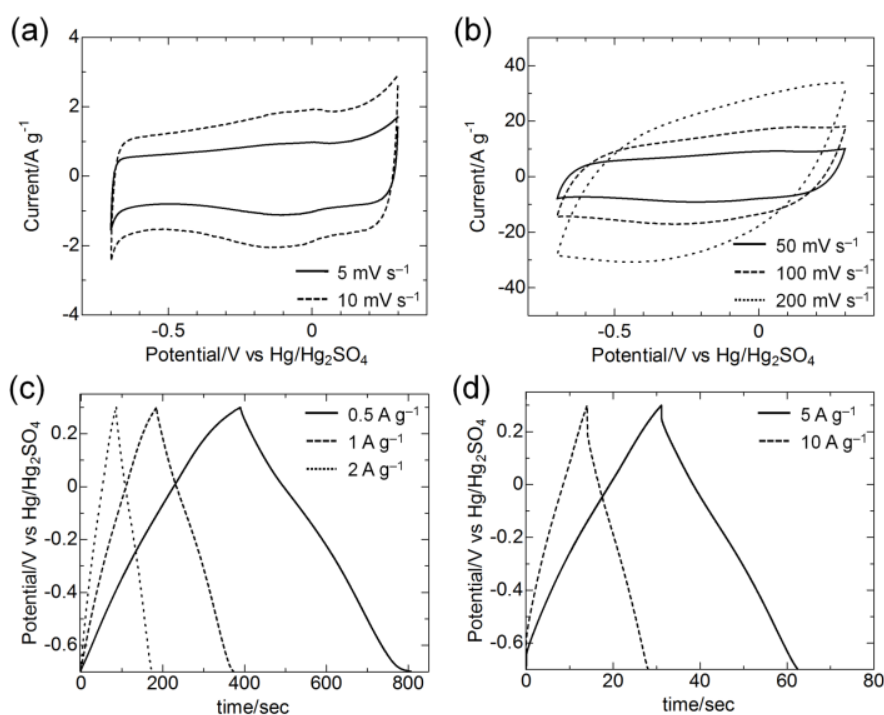 (a)
4
2
0
-2
-4
Current/A g⁻¹
5 mV s⁻¹
10 mV s⁻¹
-0.5
0
Potential/V vs Hg/Hg₂SO₄
(b)
40
20
0
-20
-40
Current/A g⁻¹
50 mV s⁻¹
100 mV s⁻¹
200 mV s⁻¹
-0.5
0
Potential/V vs Hg/Hg₂SO₄
(c)
0.2
0
-0.2
-0.4
-0.6
Potential/V vs Hg/Hg₂SO₄
0.5 A g⁻¹
1 A g⁻¹
2 A g⁻¹
0
200
400
600
800
time/sec
(d)
0.2
0
-0.2
-0.4
-0.6
Potential/V vs Hg/Hg₂SO₄
5 A g⁻¹
10 A g⁻¹
0
20
40
60
80
time/sec